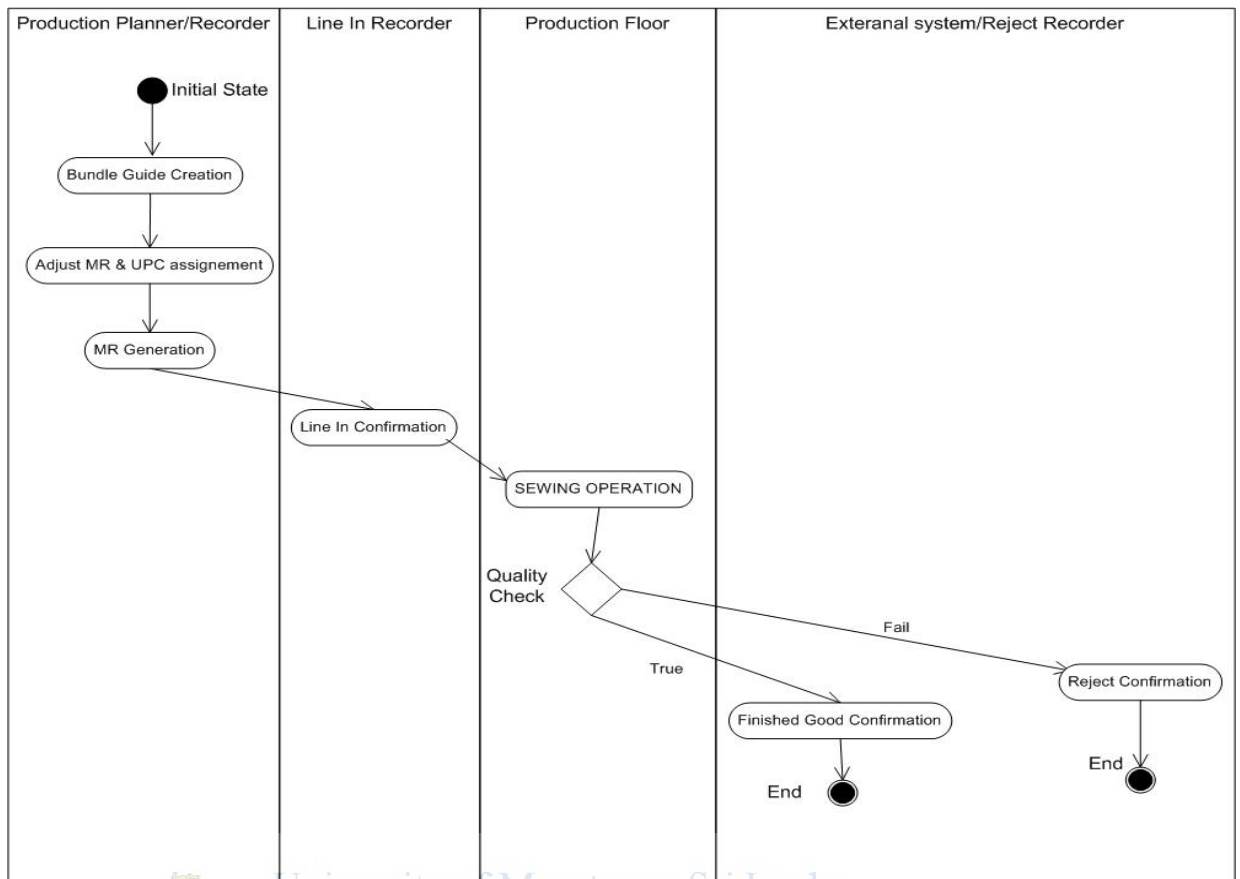 Production Planner/Recorder
Line In Recorder
Production Floor
Exteranal system/Reject Recorder
Initial State
Bundle Guide Creation
Adjust MR & UPC assignement
MR Generation
Line In Confirmation
SEWING OPERATION
Quality
Check
Fail
True
Reject Confirmation
Finished Good Confirmation
End
End